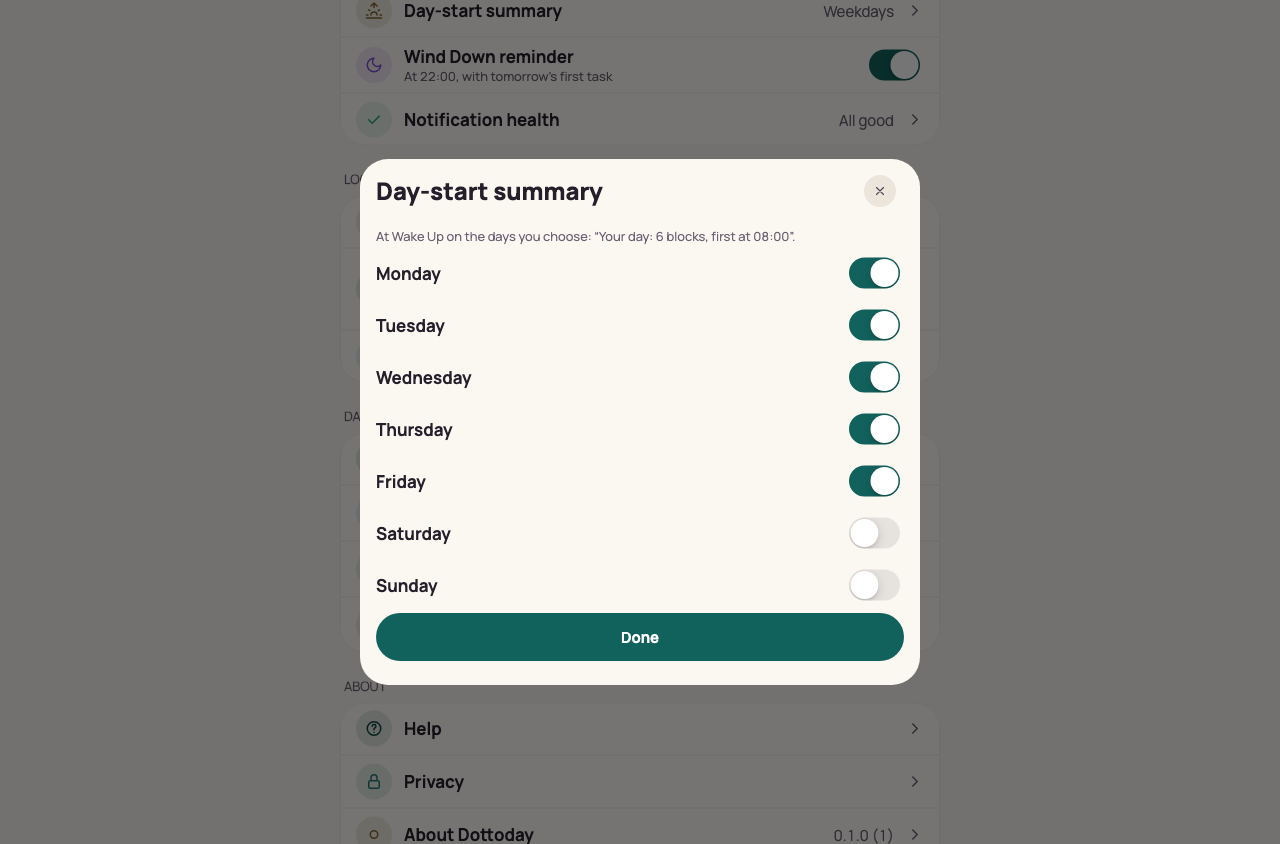 Day-start summary
Weekdays
Wind Down reminder
At 22:00, with tomorrow's first task
Notification health
All good
Day-start summary
At Wake Up on the days you choose: “Your day: 6 blocks, first at 08:00”.
Monday
Tuesday
Wednesday
Thursday
Friday
Saturday
Sunday
Done
ABOUT
Help
Privacy
About Dottoday
0.1.0 (1)